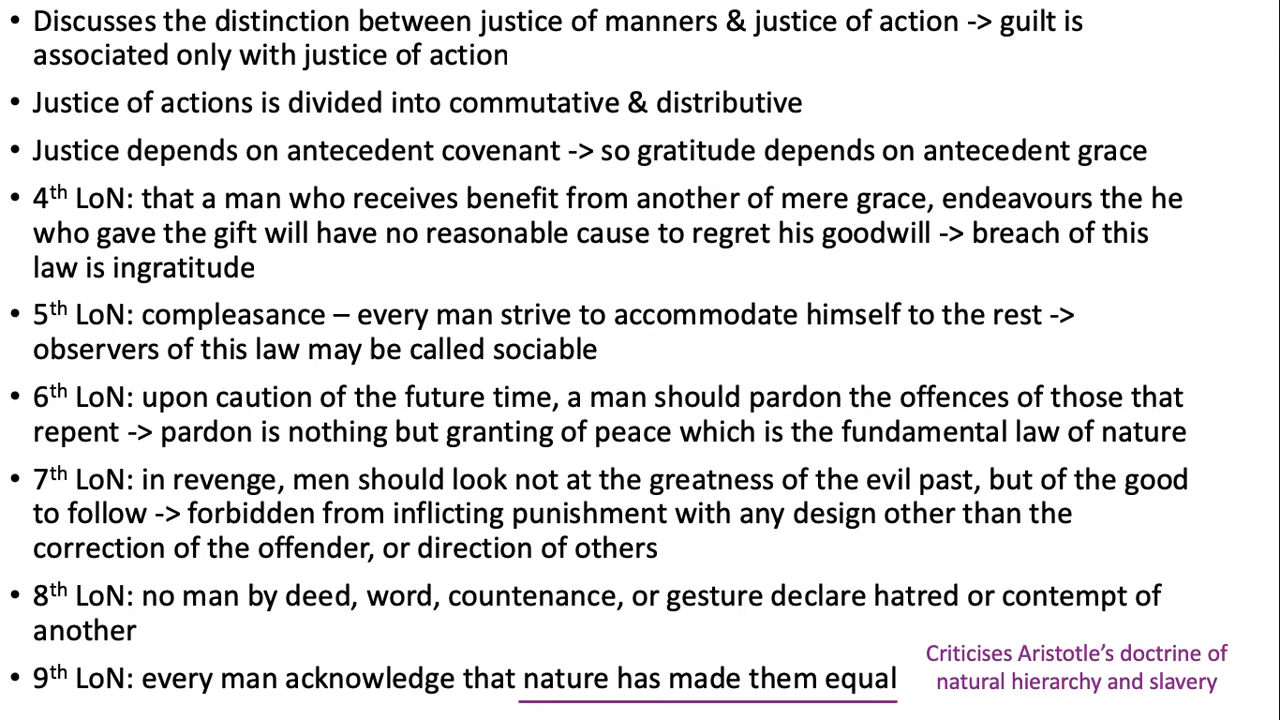 • Discusses the distinction between justice of manners & justice of action -> guilt is
associated only with justice of action
• Justice of actions is divided into commutative & distributive
• Justice depends on antecedent covenant -> so gratitude depends on antecedent grace
• 4th LoN: that a man who receives benefit from another of mere grace, endeavours the he
who gave the gift will have no reasonable cause to regret his goodwill -> breach of this
law is ingratitude
• 5th LoN: compleasance – every man strive to accommodate himself to the rest ->
observers of this law may be called sociable
• 6th LoN: upon caution of the future time, a man should pardon the offences of those that
repent -> pardon is nothing but granting of peace which is the fundamental law of nature
• 7th LoN: in revenge, men should look not at the greatness of the evil past, but of the good
to follow -> forbidden from inflicting punishment with any design other than the
correction of the offender, or direction of others
• 8th LoN: no man by deed, word, countenance, or gesture declare hatred or contempt of
another
• 9th LoN: every man acknowledge that nature has made them equal
Criticises Aristotle's doctrine of
natural hierarchy and slavery